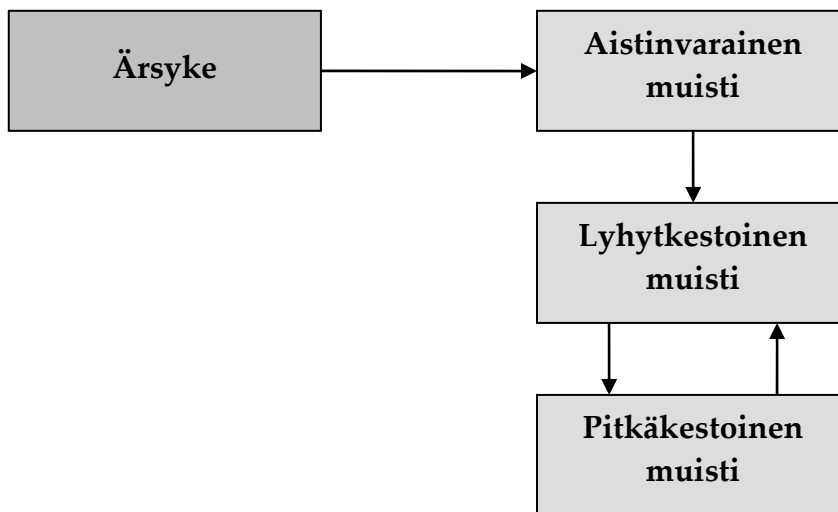 Ärsyke
Aistinvarainen
muisti
Lyhytkestoinen
muisti
Pitkäkestoinen
muisti